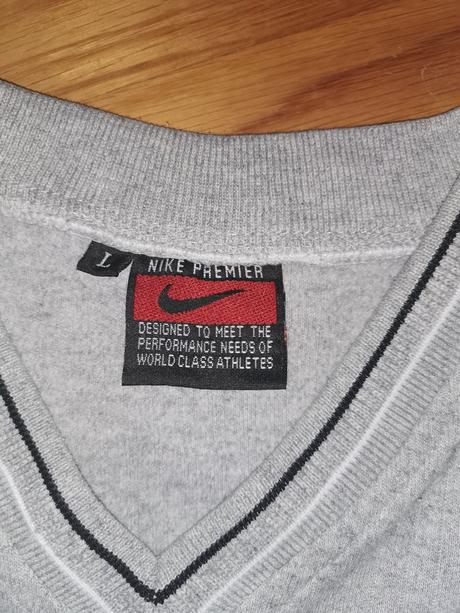 L
NIKE PREMIER
DESIGNED TO MEET THE
PERFORMANCE NEEDS OF
WORLD CLASS ATHLETES